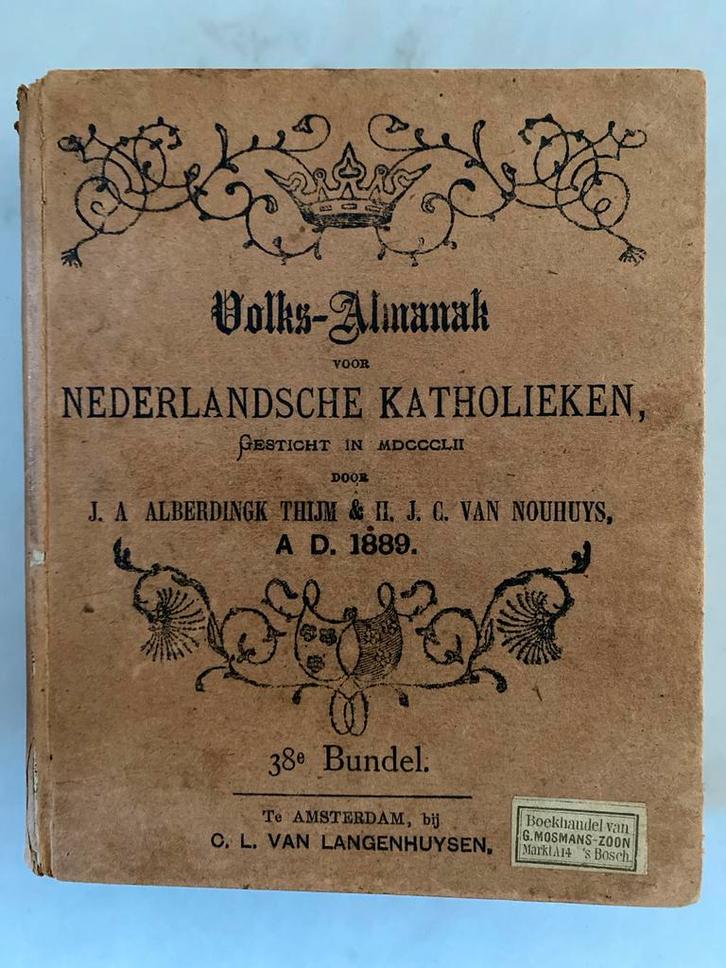 Volks-Almanak
VOOR
NEDERLANDSCHE KATHOLIEKEN,
GESTICHT IN MDCCCLII
DOOR
J. A ALBERDINGK THIJM & H. J. C. VAN NOUHUYS,
A D. 1889.
38e Bundel.
Te AMSTERDAM, bij
C. L. VAN LANGENHUYSEN.
Boekhandel van
G. MOSMANS-ZOON
Markt A14 's Bosch.